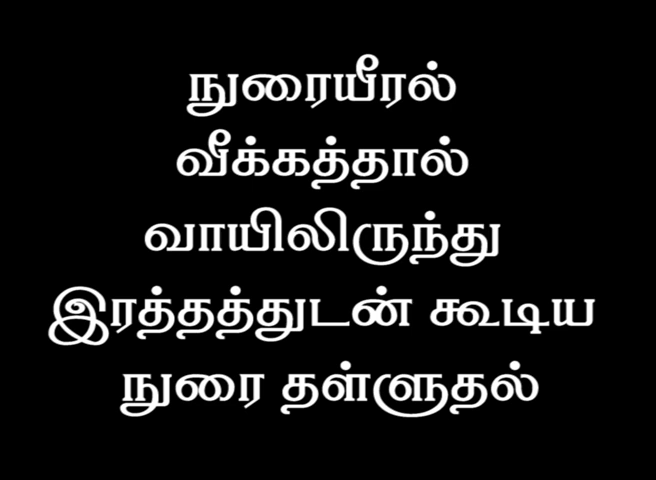 நுரையீரல்
வீக்கத்தால்
வாயிலிருந்து
இரத்தத்துடன் கூடிய
நுரை தள்ளுதல்